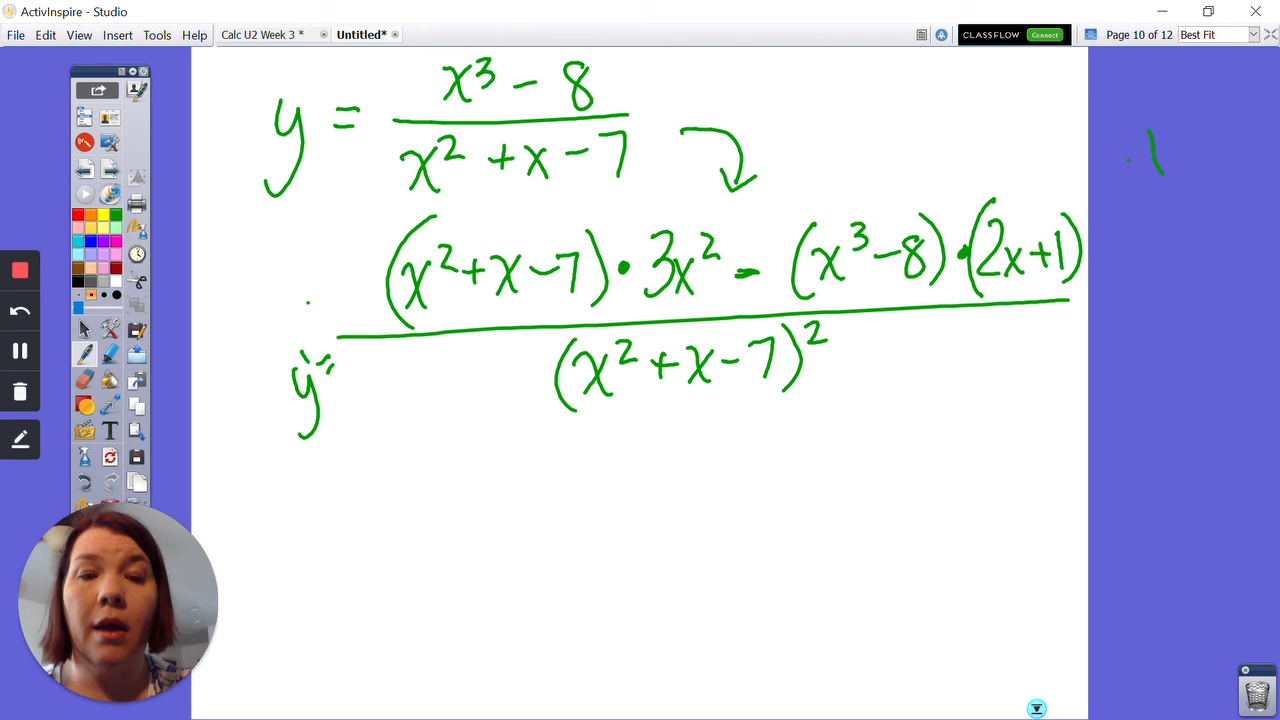 ActivInspire - Studio
File Edit View Insert Tools Help Calc U2 Week 3 * Untitled* CLASSFLOW Connect Page 10 of 12 Best Fit
x³ - 8
y =
x² + x - 7
(x² + x - 7) • 3x² - (x³ - 8) • (2x + 1)
y' =
(x² + x - 7)²